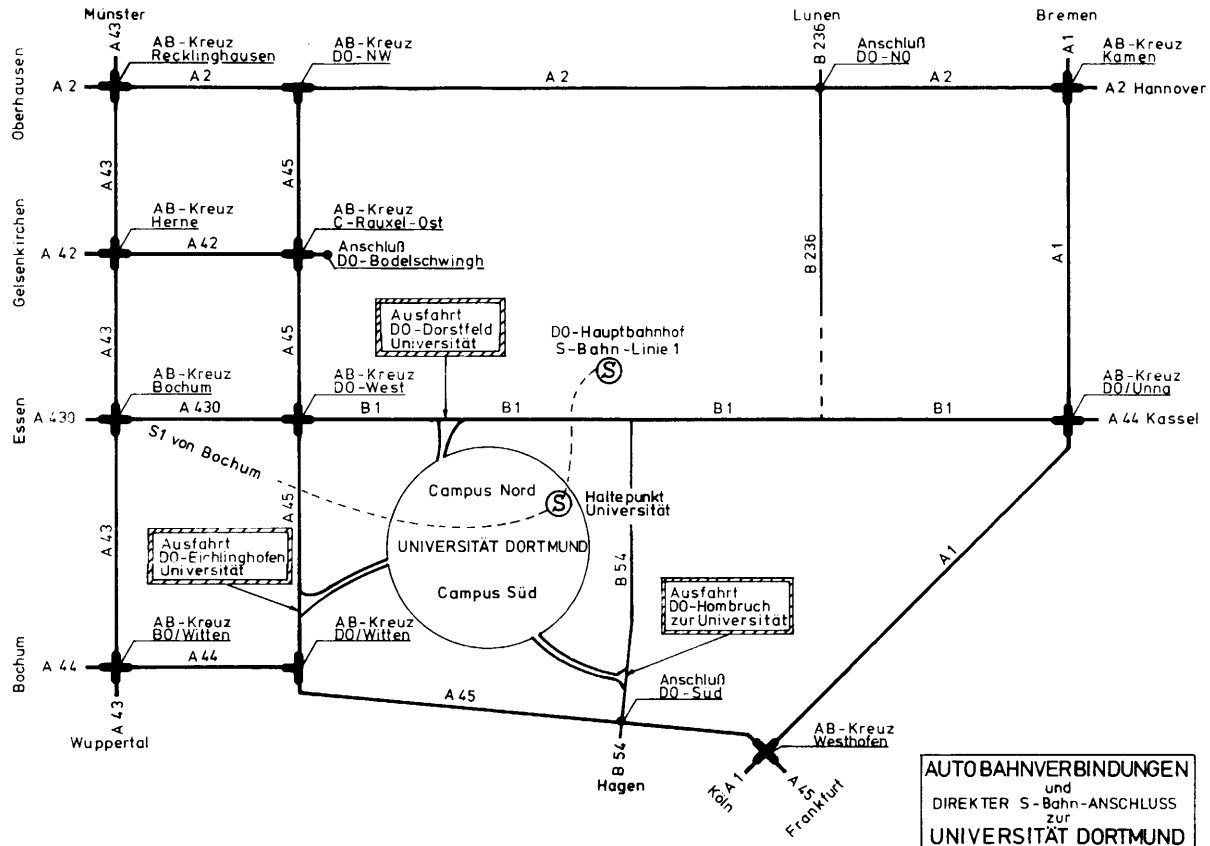 Münster
Lunen
Bremen
A 43
B 236
A 1
AB-Kreuz
Recklinghausen
AB-Kreuz
DO-NW
Anschluß
DO-NO
AB-Kreuz
Kamen
Oberhausen
A 2
A 2
A 2
A 2
A 2 Hannover
A 43
A 45
B 236
A 1
Gelsenkirchen
AB-Kreuz
Herne
AB-Kreuz
C-Rauxel-Ost
A 42
A 42
Anschluß
DO-Bodelschwingh
A 43
A 45
Ausfahrt
DO-Dorstfeld
Universität
DO-Hauptbahnhof
S-Bahn-Linie 1
S
Essen
AB-Kreuz
Bochum
AB-Kreuz
DO-West
AB-Kreuz
DO/Unna
A 430
A 430
B 1
B 1
B 1
B 1
A 44 Kassel
S1 von Bochum
Campus Nord
S
Haltepunkt
Universität
A 43
A 45
UNIVERSITÄT DORTMUND
Campus Süd
B 54
A 1
Ausfahrt
DO-Eichlinghofen
Universität
Ausfahrt
DO-Hombruch
zur Universität
Bochum
AB-Kreuz
BO/Witten
AB-Kreuz
DO/Witten
A 44
A 44
A 43
Wuppertal
A 45
Anschluß
DO-Süd
B 54
Hagen
AB-Kreuz
Westhofen
A 1
Köln
A 45
Frankfurt
AUTOBAHNVERBINDUNGEN
und
DIREKTER S-Bahn-ANSCHLUSS
zur
UNIVERSITÄT DORTMUND